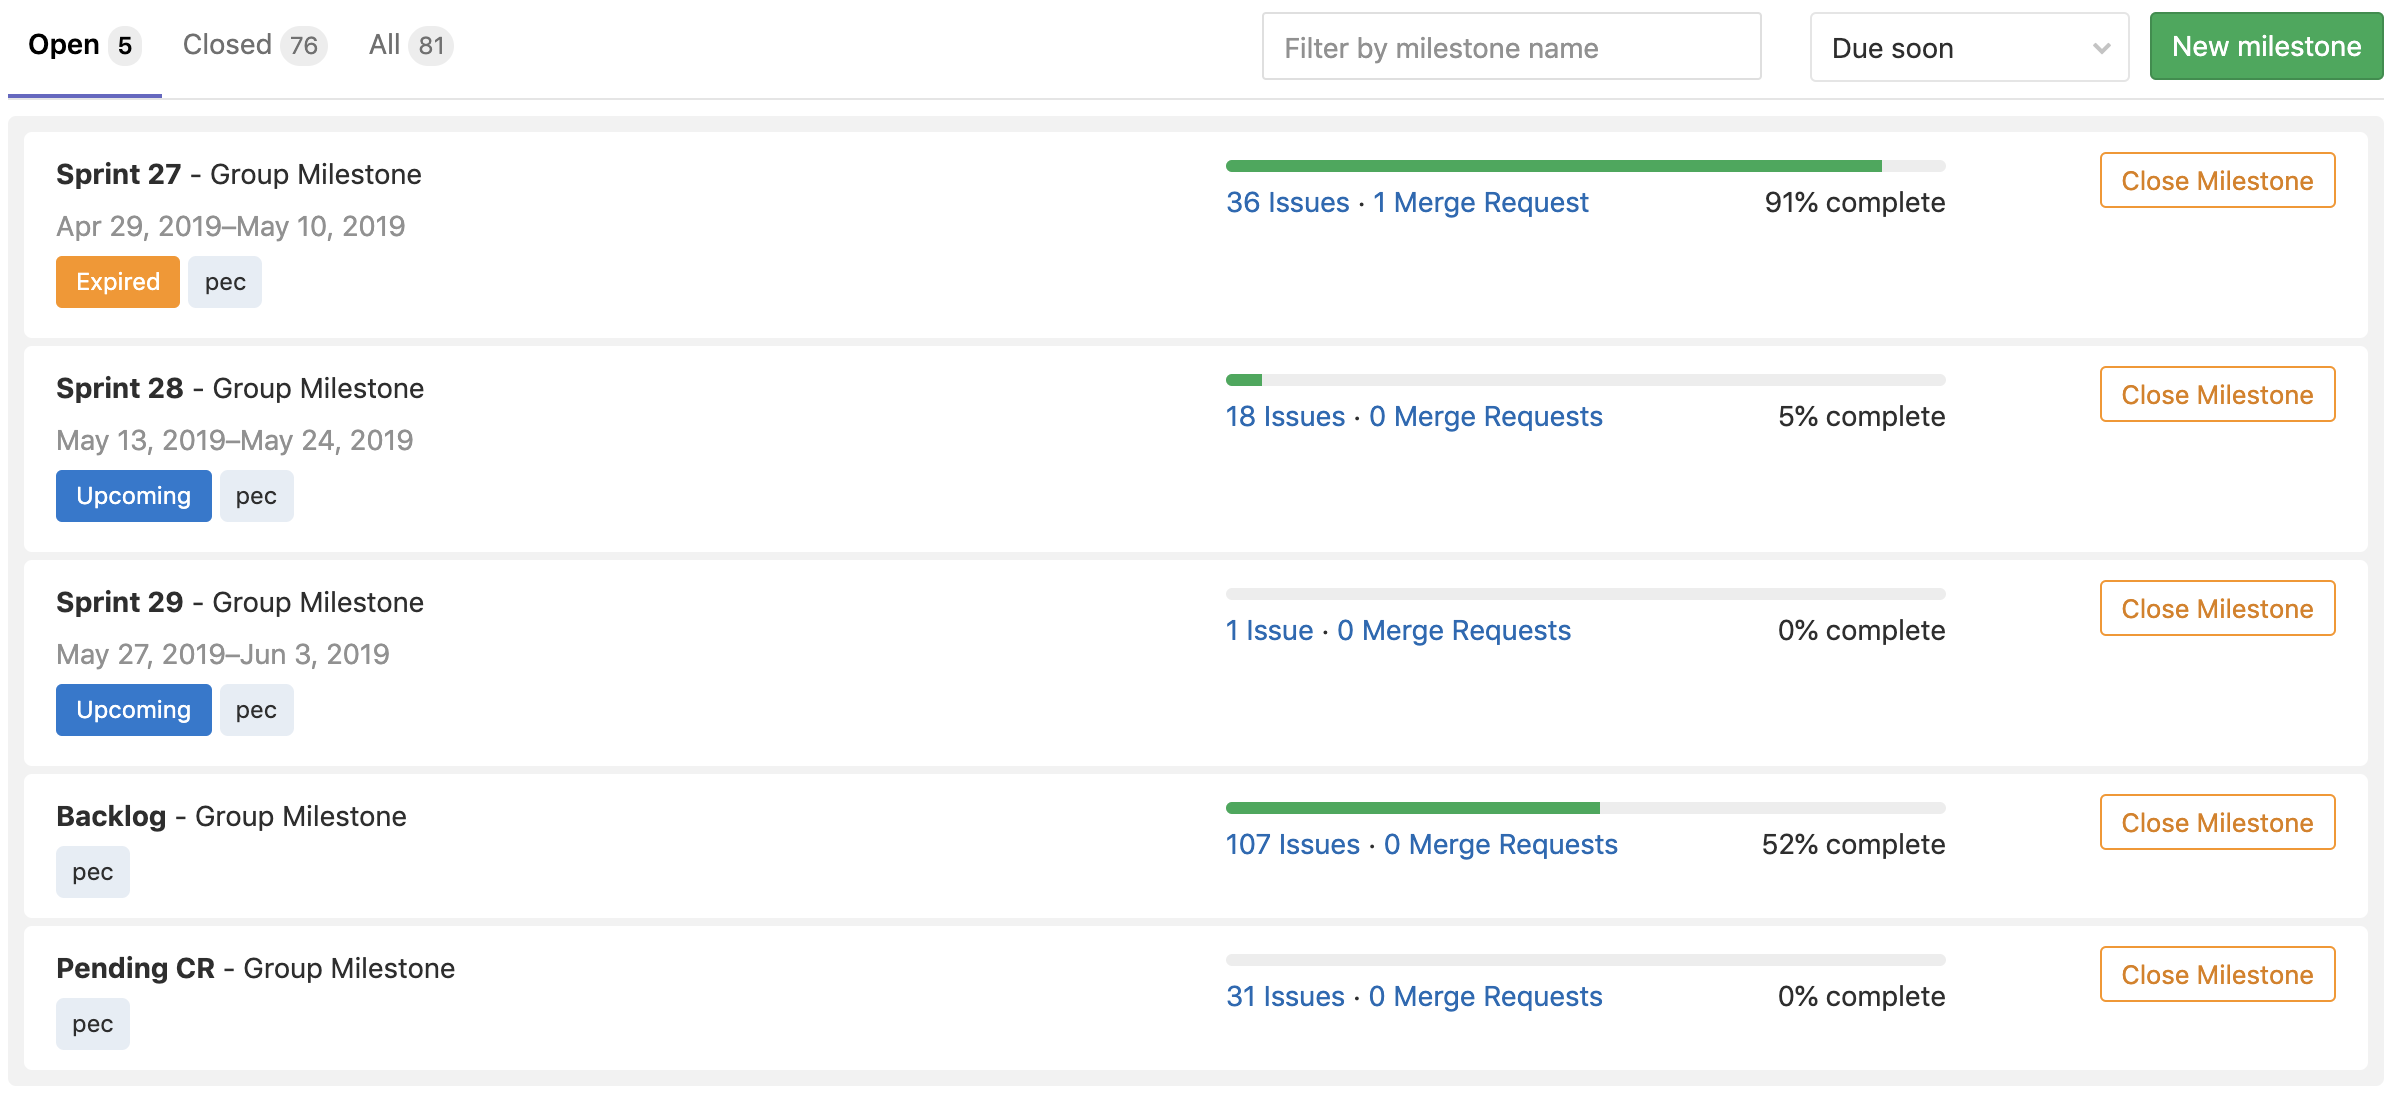 Open 5 Closed 76 All 81 Filter by milestone name Due soon New milestone
Sprint 27 - Group Milestone
36 Issues · 1 Merge Request 91% complete Close Milestone
Apr 29, 2019–May 10, 2019
Expired pec
Sprint 28 - Group Milestone
18 Issues · 0 Merge Requests 5% complete Close Milestone
May 13, 2019–May 24, 2019
Upcoming pec
Sprint 29 - Group Milestone
1 Issue · 0 Merge Requests 0% complete Close Milestone
May 27, 2019–Jun 3, 2019
Upcoming pec
Backlog - Group Milestone
107 Issues · 0 Merge Requests 52% complete Close Milestone
pec
Pending CR - Group Milestone
31 Issues · 0 Merge Requests 0% complete Close Milestone
pec